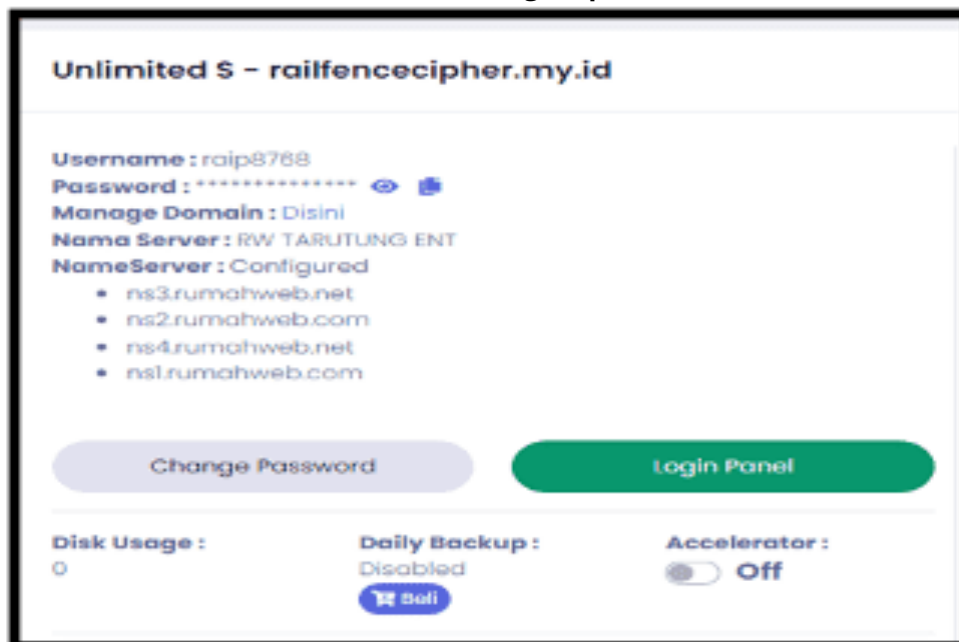 Unlimited S - railfencecipher.my.id
Username : raip8768
Password : **************
Manage Domain : Disini
Nama Server : RW TARUTUNG ENT
NameServer : Configured
• ns3.rumahweb.net
• ns2.rumahweb.com
• ns4.rumahweb.net
• ns1.rumahweb.com
Change Password
Login Panel
Disk Usage :
0
Daily Backup :
Disabled
Beli
Accelerator :
Off